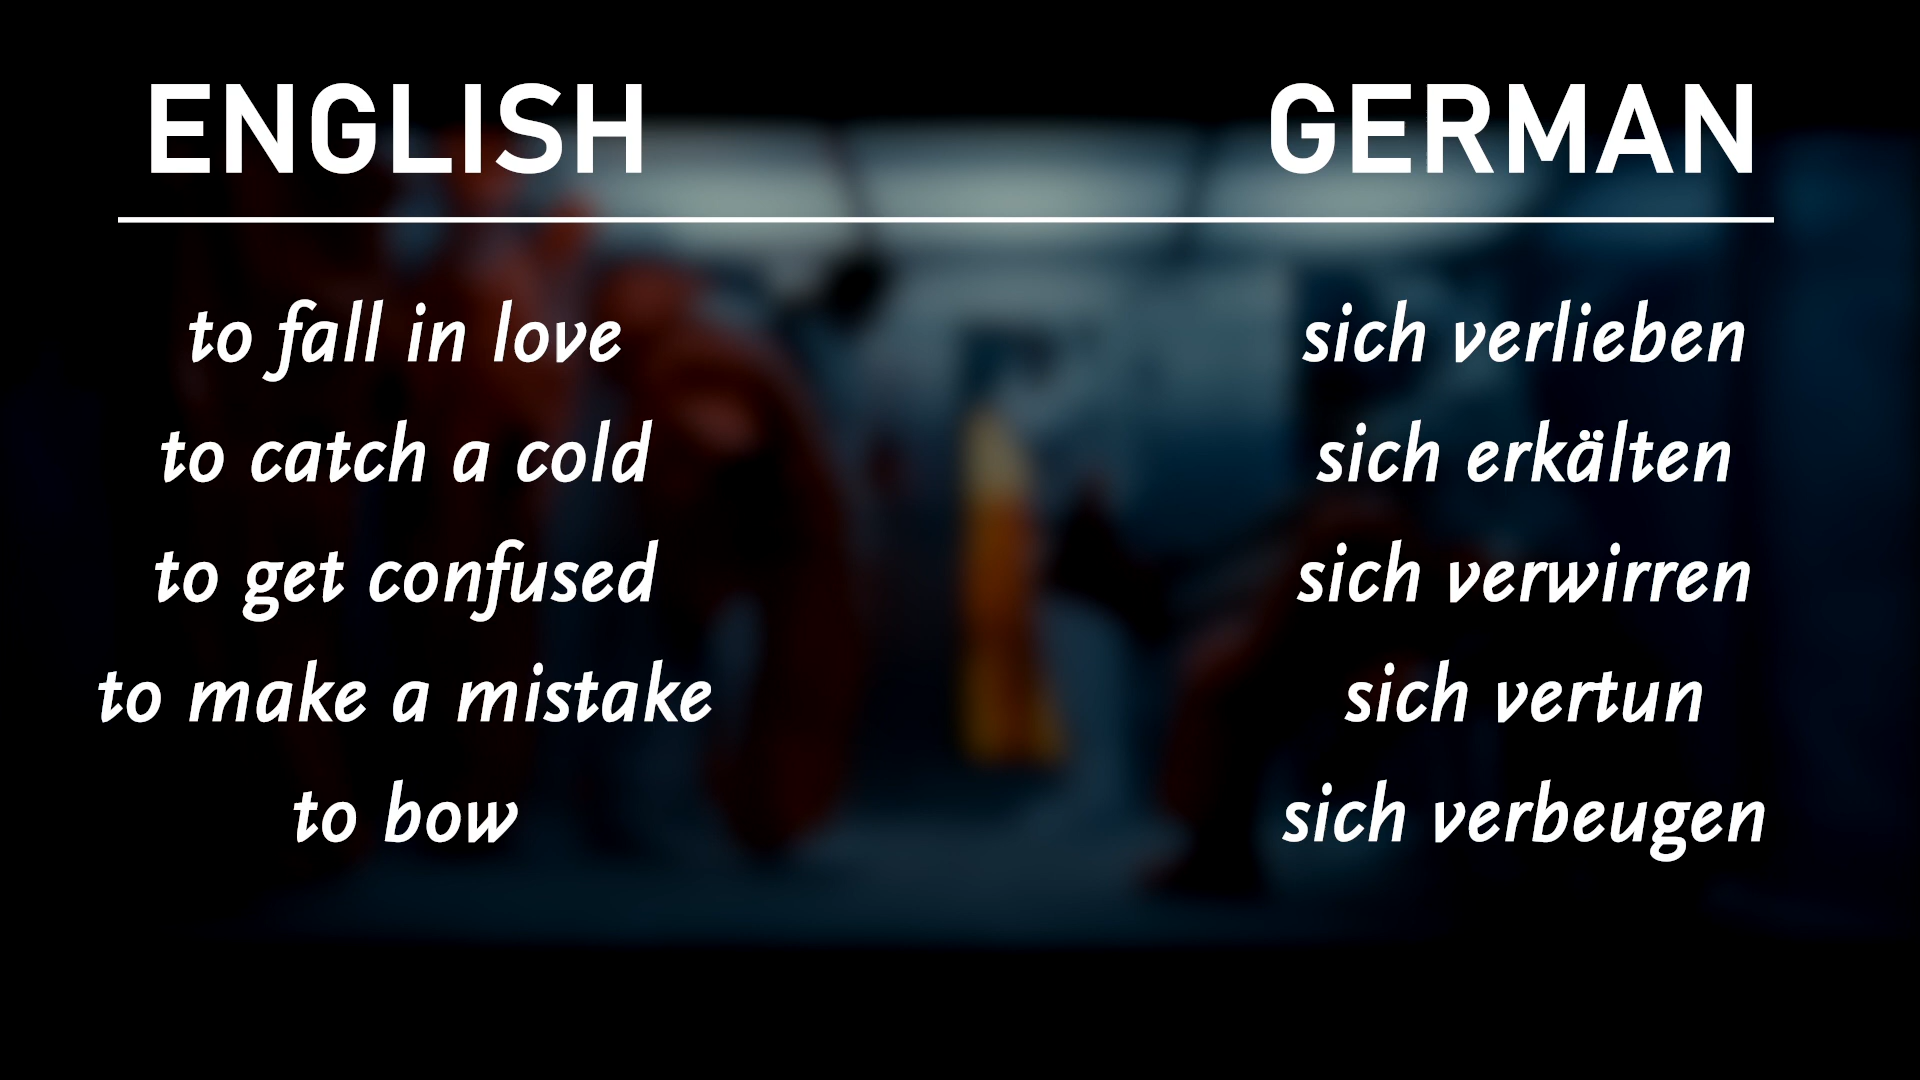 ENGLISH GERMAN
to fall in love sich verlieben
to catch a cold sich erkälten
to get confused sich verwirren
to make a mistake sich vertun
to bow sich verbeugen